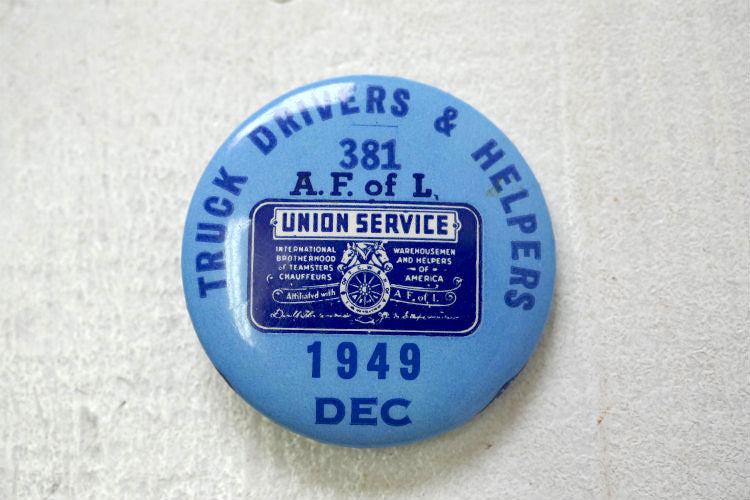 TRUCK DRIVERS & HELPERS
381
A.F. of L.
UNION SERVICE
INTERNATIONAL
BROTHERHOOD
of TEAMSTERS
CHAUFFEURS
WAREHOUSEMEN
AND HELPERS
-OF-
AMERICA
Affiliated with A.F. of L.
1949
DEC